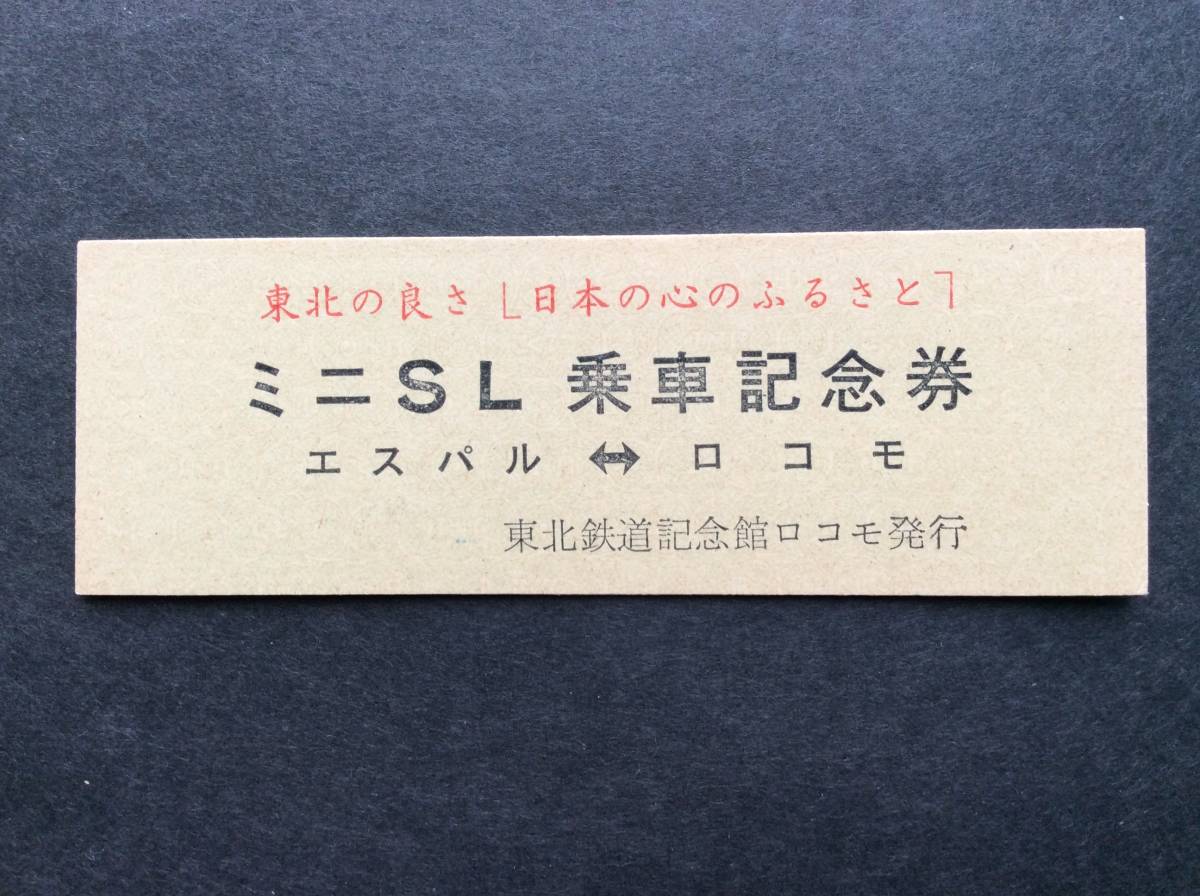 東北の良さ「日本の心のふるさと」
ミニSL 乗車記念券
エスパル ⇔ ロコモ
東北鉄道記念館ロコモ発行